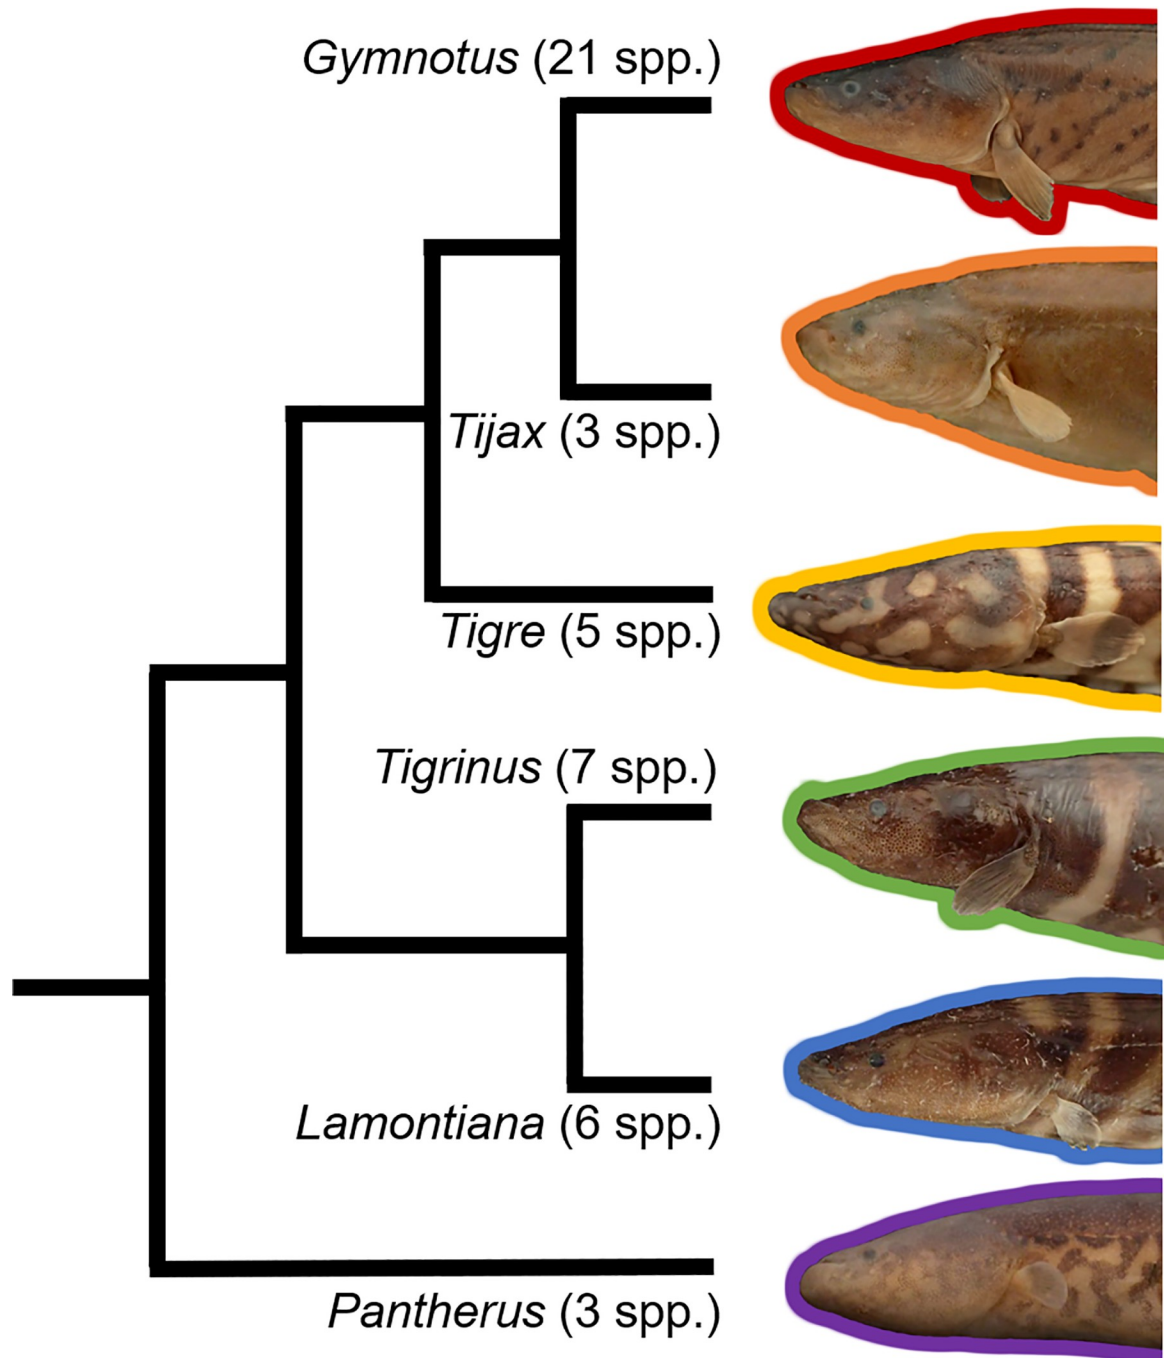 Gymnotus (21 spp.)
Tijax (3 spp.)
Tigre (5 spp.)
Tigrinus (7 spp.)
Lamontiana (6 spp.)
Pantherus (3 spp.)